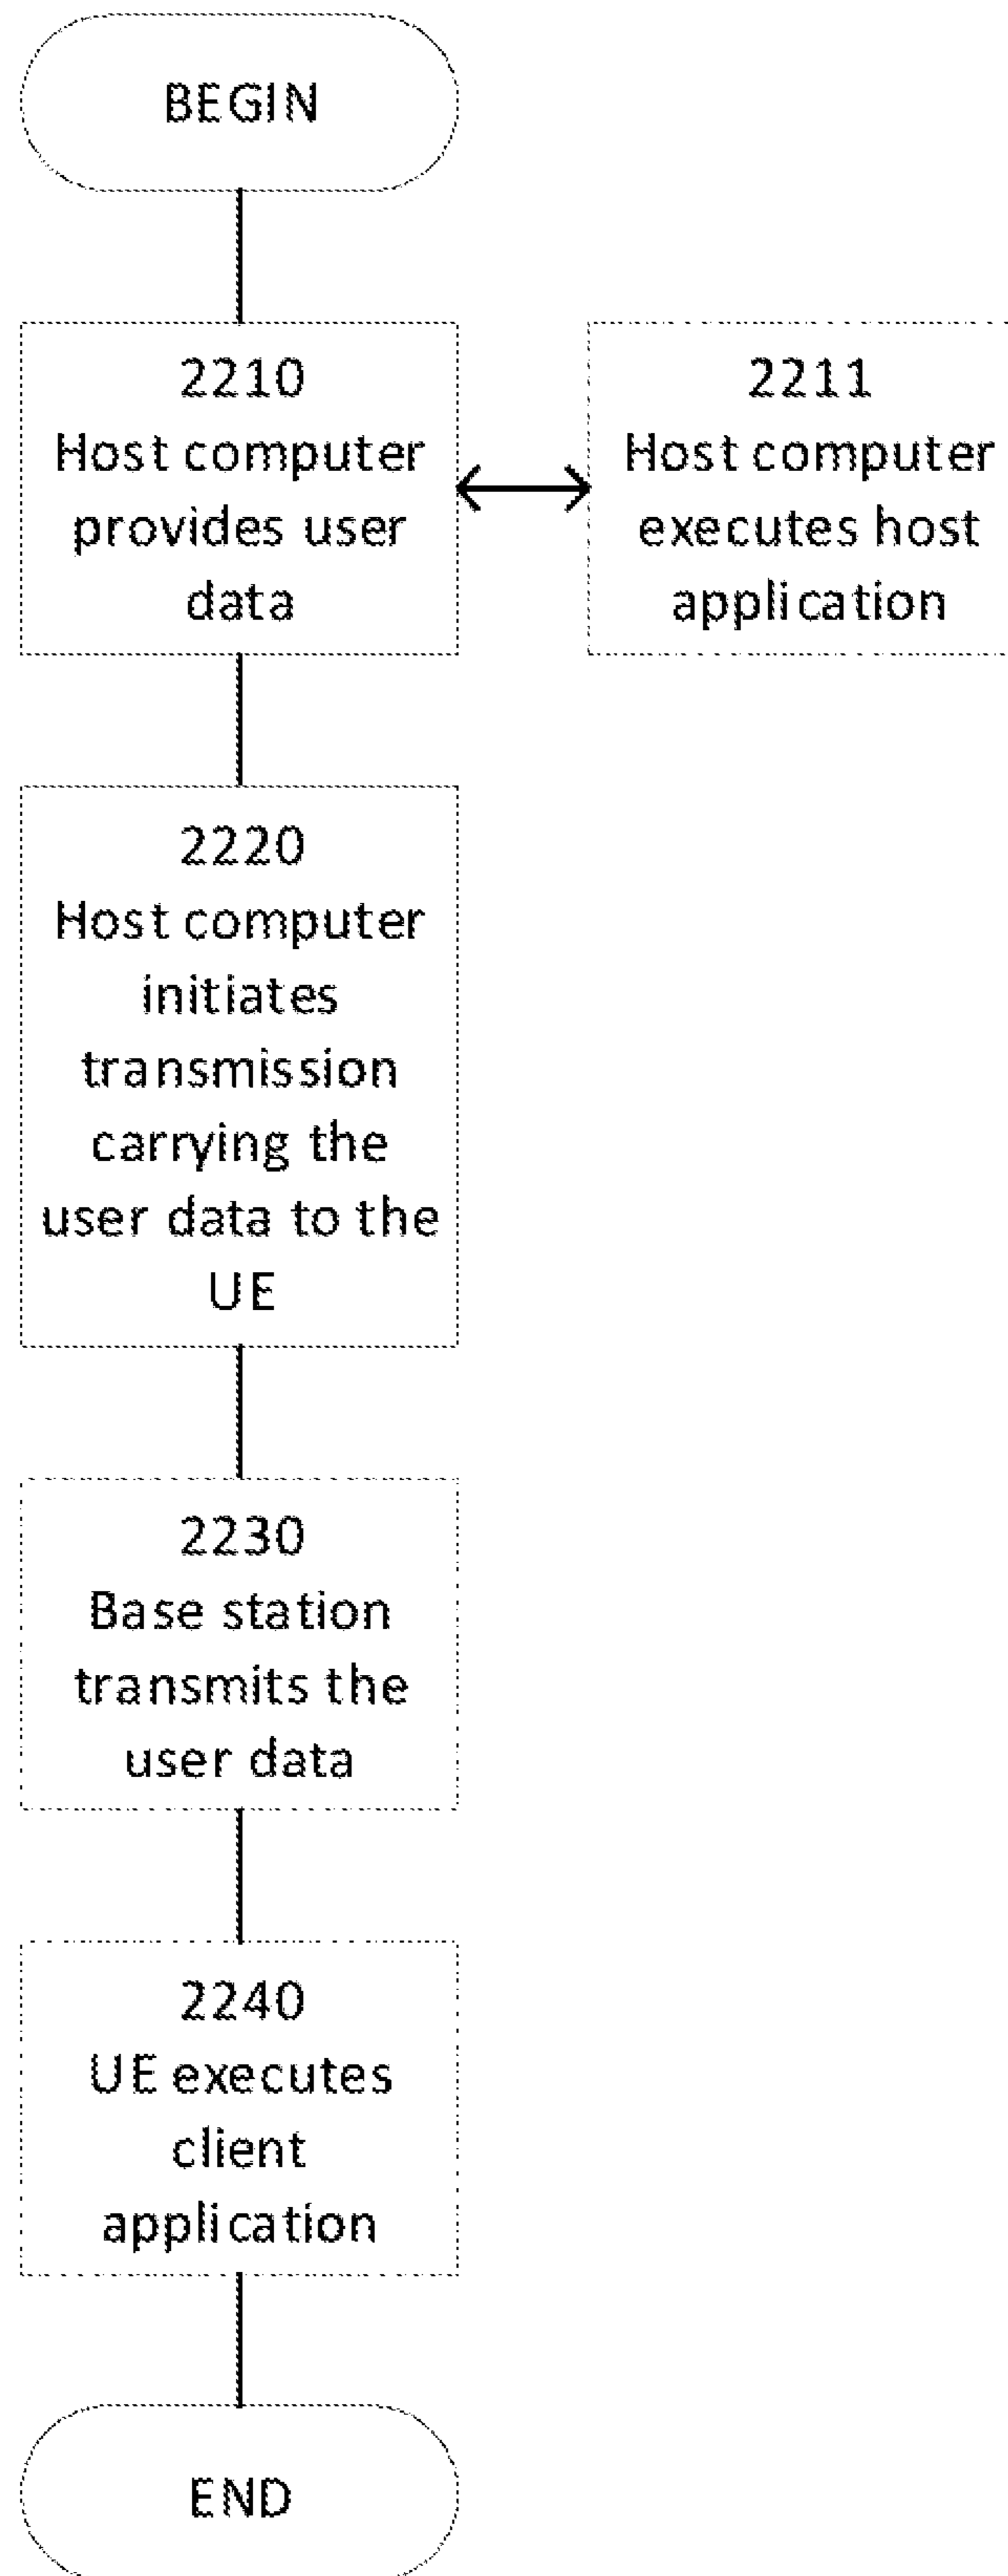 BEGIN
2210
Host computer
provides user
data
2211
Host computer
executes host
application
2220
Host computer
initiates
transmission
carrying the
user data to the
UE
2230
Base station
transmits the
user data
2240
UE executes
client
application
END